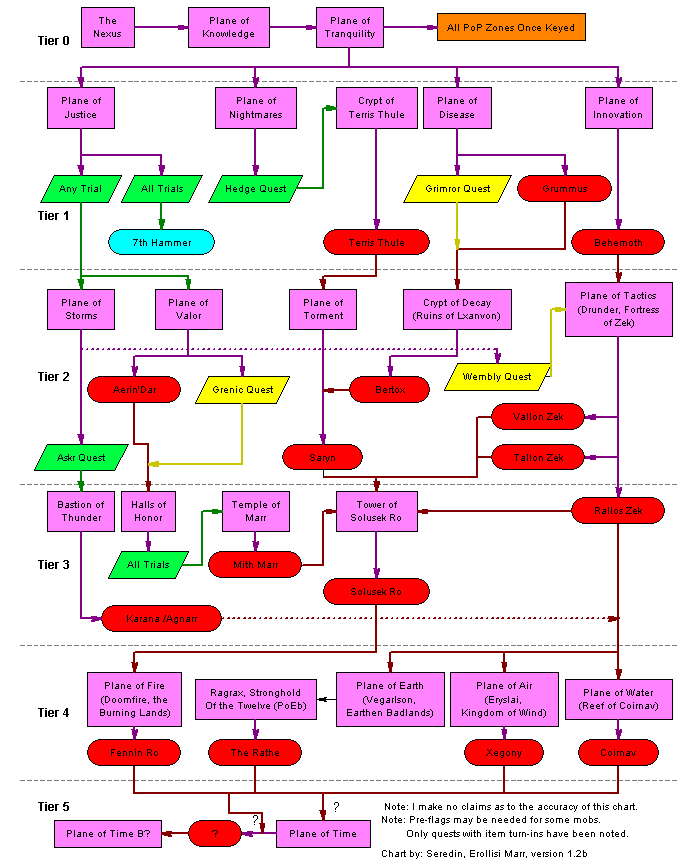 The
Nexus
Plane of
Knowledge
Plane of
Tranquility
All PoP Zones Once Keyed
Tier 0
Plane of
Justice
Plane of
Nightmares
Crypt of
Terris Thule
Plane of
Disease
Plane of
Innovation
Any Trial
All Trials
Hedge Quest
Grimror Quest
Grummus
Tier 1
7th Hammer
Terris Thule
Behemoth
Plane of
Storms
Plane of
Valor
Plane of
Torment
Crypt of Decay
(Ruins of Lxanvon)
Plane of Tactics
(Drunder, Fortress
of Zek)
Tier 2
Aerin'Dar
Grenic Quest
Bertox
Wembly Quest
Vallon Zek
Askr Quest
Saryn
Tallon Zek
Bastion of
Thunder
Halls of
Honor
Temple of
Marr
Tower of
Solusek Ro
Rallos Zek
Tier 3
All Trials
Mith Marr
Solusek Ro
Karana /Agnarr
Plane of Fire
(Doomfire, the
Burning Lands)
Ragrax, Stronghold
Of the Twelve (PoEb)
Plane of Earth
(Vegarlson,
Earthen Badlands)
Plane of Air
(Eryslai,
Kingdom of Wind)
Plane of Water
(Reef of Coirnav)
Tier 4
Fennin Ro
The Rathe
Xegony
Coirnav
Tier 5
?
?
Plane of Time B?
?
Plane of Time
Note: I make no claims as to the accuracy of this chart.
Note: Pre-flags may be needed for some mobs.
Only quests with item turn-ins have been noted.
Chart by: Seredin, Erollisi Marr, version 1.2b